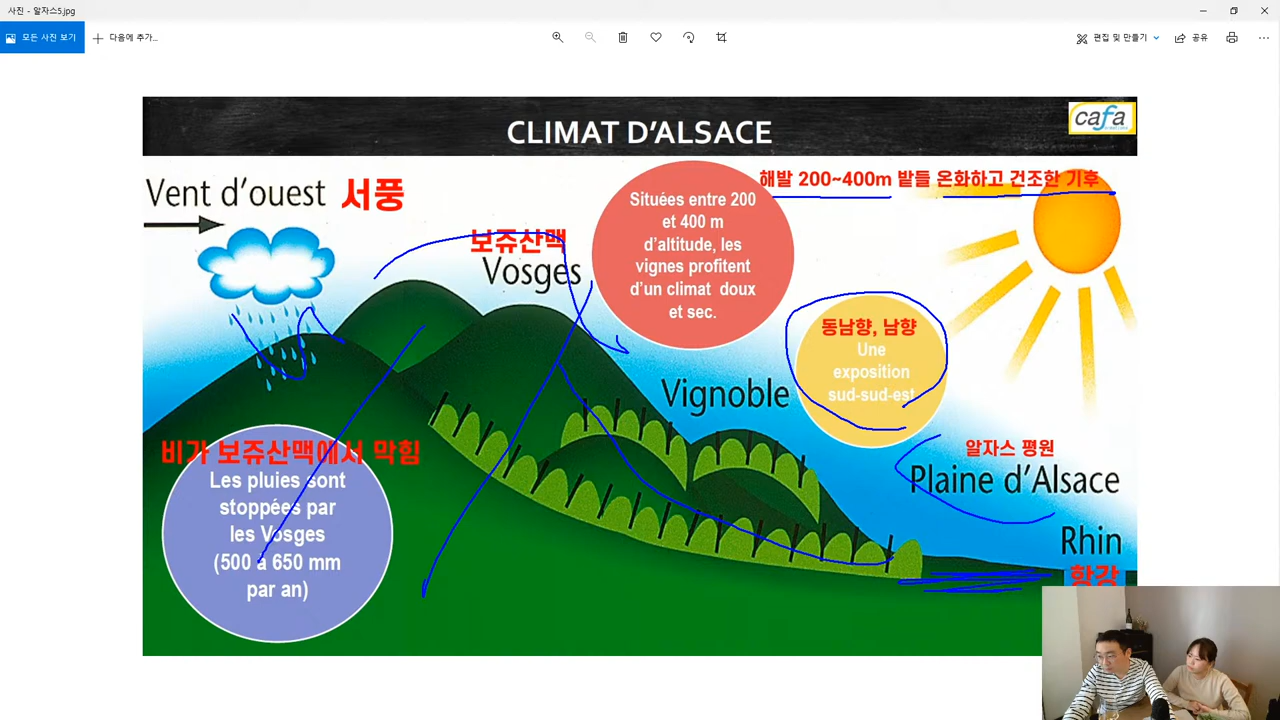 사진 - 알자스5.jpg
모든 사진 보기
다음에 추가...
편집 및 만들기
공유
CLIMAT D'ALSACE
cafa
Vent d'ouest 서풍
해발 200~400m 밭들 온화하고 건조한 기후
Situées entre 200
et 400 m
d'altitude, les
vignes profitent
d'un climat doux
et sec.
보쥬산맥
Vosges
동남향, 남향
Une
exposition
sud-sud-est
Vignoble
비가 보쥬산맥에서 막힘
Les pluies sont
stoppées par
les Vosges
(500 à 650 mm
par an)
알자스 평원
Plaine d'Alsace
Rhin